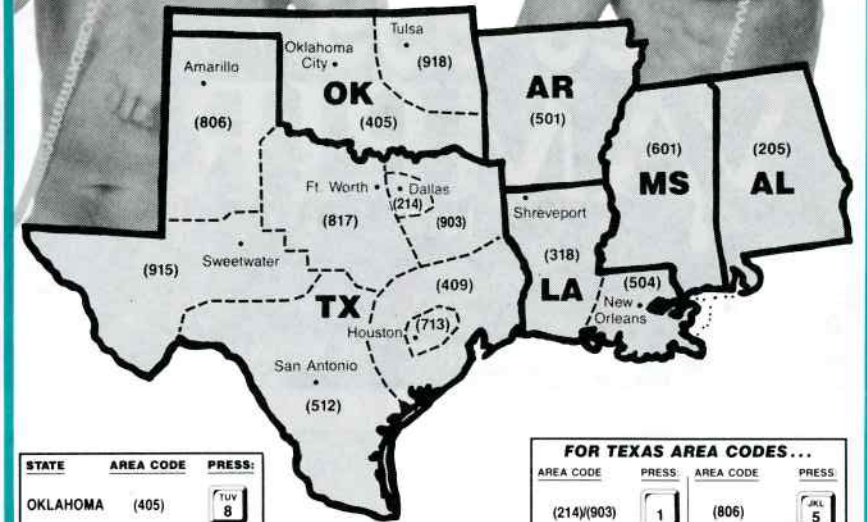 Tulsa
Oklahoma
City
(918)
Amarillo
OK
AR
(806)
(405)
(501)
(601)
(205)
MS
AL
Ft. Worth
Dallas
(214)
(903)
Shreveport
(817)
(915)
Sweetwater
(318)
(409)
LA
(504)
TX
New
Orleans
Houston
(713)
San Antonio
(512)
STATE AREA CODE PRESS:
OKLAHOMA (405) TUV 8
FOR TEXAS AREA CODES...
AREA CODE PRESS: AREA CODE PRESS
(214)/(903) 1 (806) JKL 5